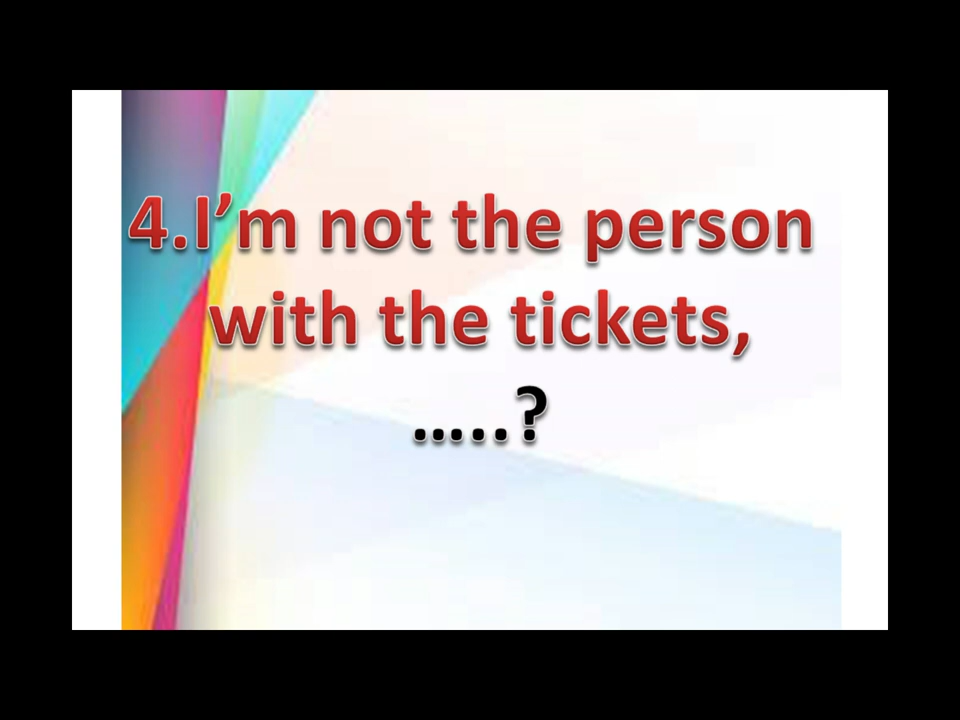 4.I’m not the person
with the tickets,
…..?